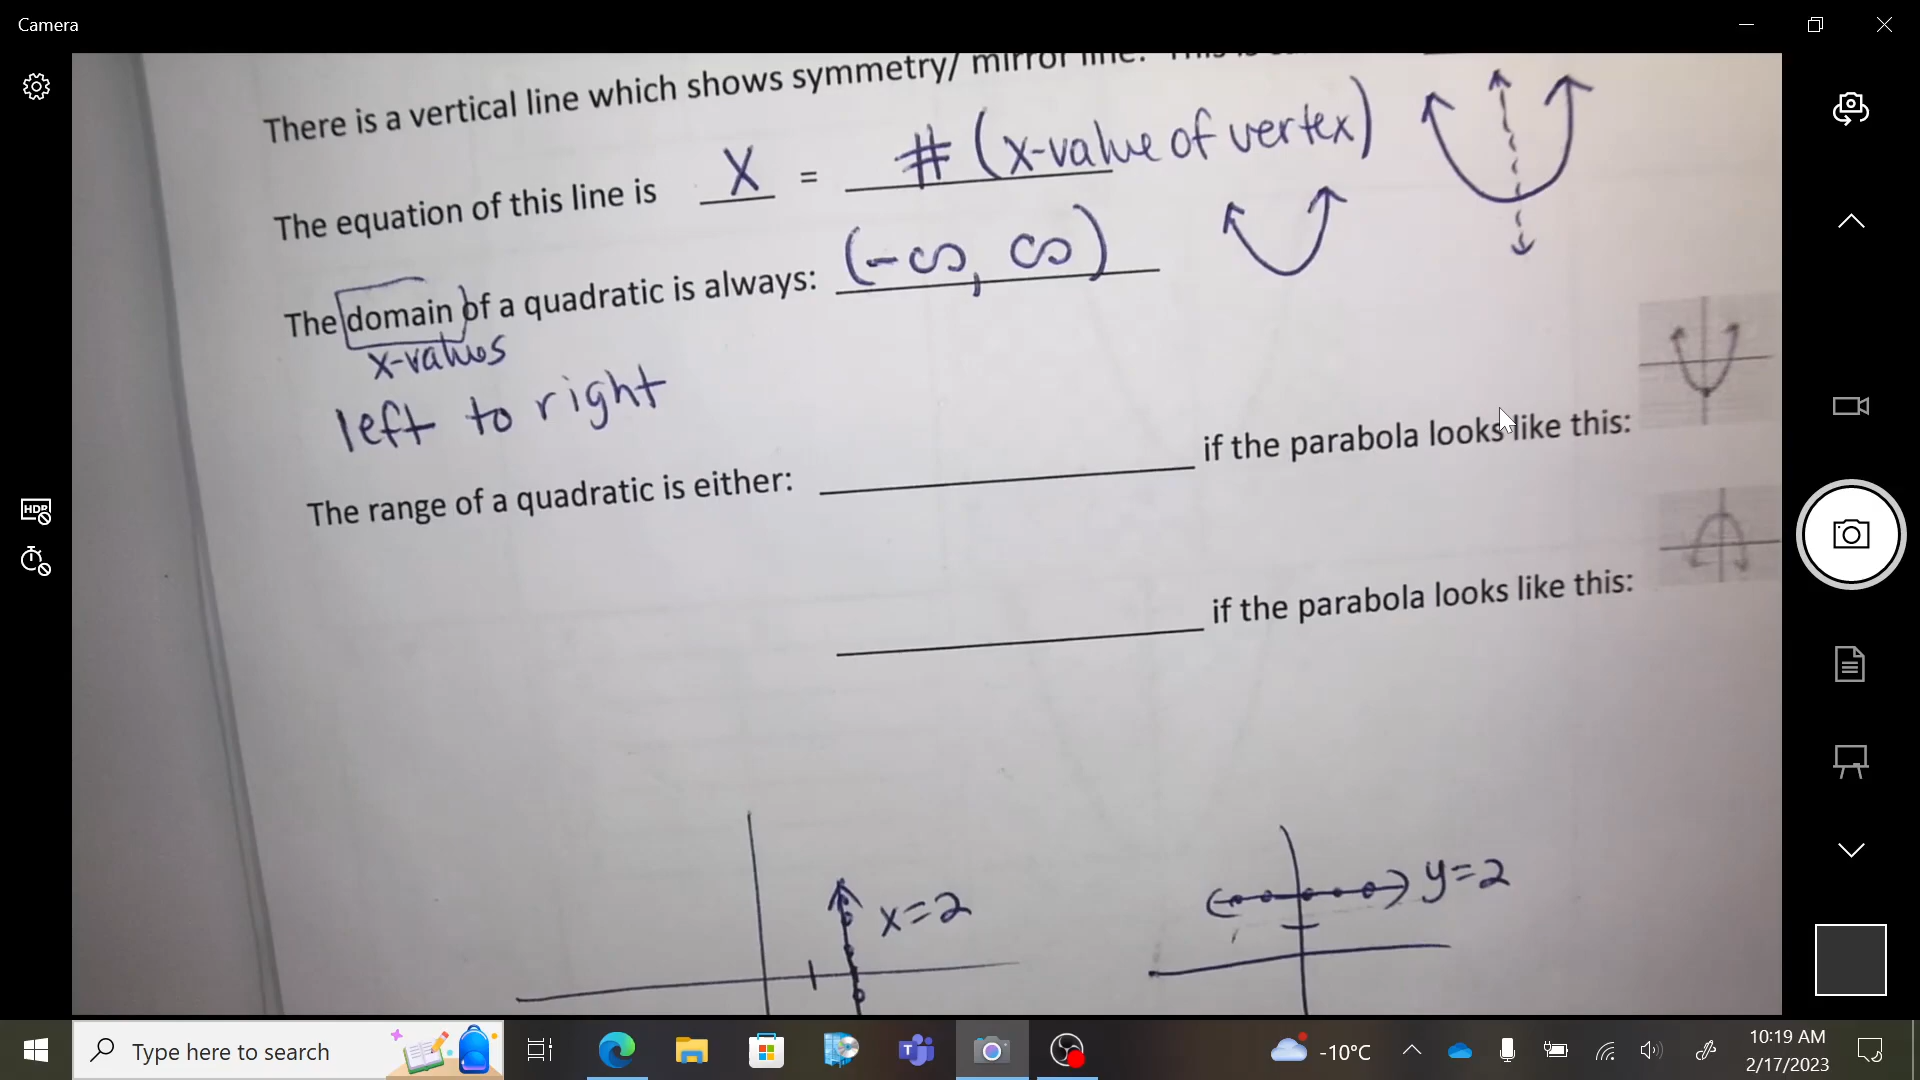 Camera
There is a vertical line which shows symmetry/ mirror line. This is
The equation of this line is X = # (x-value of vertex)
The domain of a quadratic is always: (-∞, ∞)
x-values
left to right
The range of a quadratic is either: if the parabola looks like this:
if the parabola looks like this:
x=2
y=2
HDR
Type here to search
-10°C
10:19 AM
2/17/2023